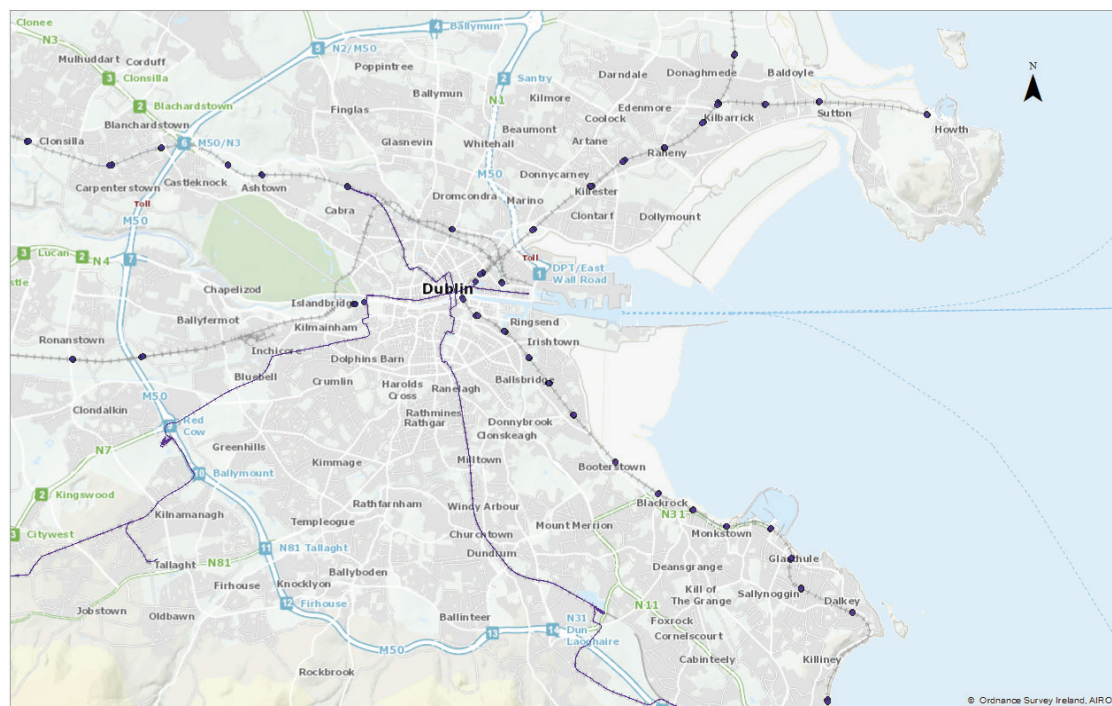 Clonee
N3
Mulhuddart
Corduff
3
Clonsilla
2
Blachardstown
Blanchardstown
Clonsilla
Carpenterstown
Castleknock
6
M50/N3
Ashtown
Toll
M50
5
N2/M50
4
Ballymun
Poppintree
Ballymun
Finglas
Glasnevin
2
Santry
N1
Kilmore
Beaumont
Whitehall
M50
Darndale
Donaghmede
Baldoyle
Edenmore
Coolock
Kilbarrick
Sutton
Howth
Artane
Raheny
Donnycarney
Killester
Dromcondra
Marino
Clontarf
Dollymount
Cabra
Toll
1
DPT/East
Wall Road
3
Lucan
2
N4
7
Chapelizod
Islandbridge
Dublin
Ballyfermot
Kilmainham
Ringsend
Irishtown
Ronanstown
Inchicore
Dolphins Barn
Bluebell
Crumlin
Harolds
Cross
Ranelagh
Ballsbridge
M50
Clondalkin
Rathmines
Rathgar
Donnybrook
Clonskeagh
9
Red
Cow
N7
Greenhills
Kimmage
Milltown
Booterstown
10
Ballymount
2
Kingswood
Rathfarnham
Windy Arbour
Blackrock
N31
Monkstown
Kilnamanagh
Templeogue
Mount Merrion
3
Citywest
Churchtown
Dundrum
11
N81 Tallaght
Tallaght
N81
Ballyboden
Deansgrange
Glasthule
Firhouse
Knocklyon
Kill of
The Grange
Sallynoggin
Dalkey
Jobstown
Oldbawn
12
Firhouse
Ballinteer
13
14
N31
Dun
Laoghaire
N11
Foxrock
Cornelscourt
M50
Cabinteely
Killiney
Rockbrook
N
© Ordnance Survey Ireland, AIRO